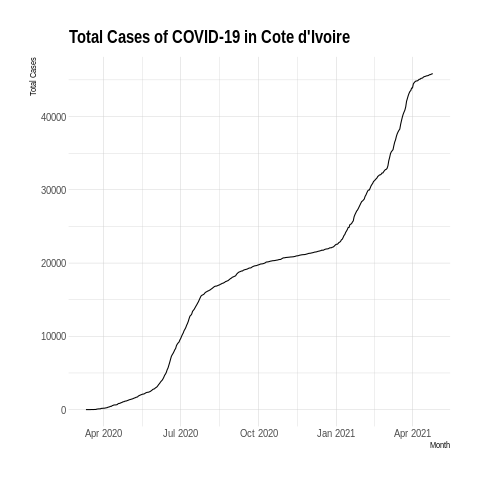 Total Cases of COVID-19 in Cote d'Ivoire
Total Cases
40000
30000
20000
10000
0
Apr 2020 Jul 2020 Oct 2020 Jan 2021 Apr 2021
Month